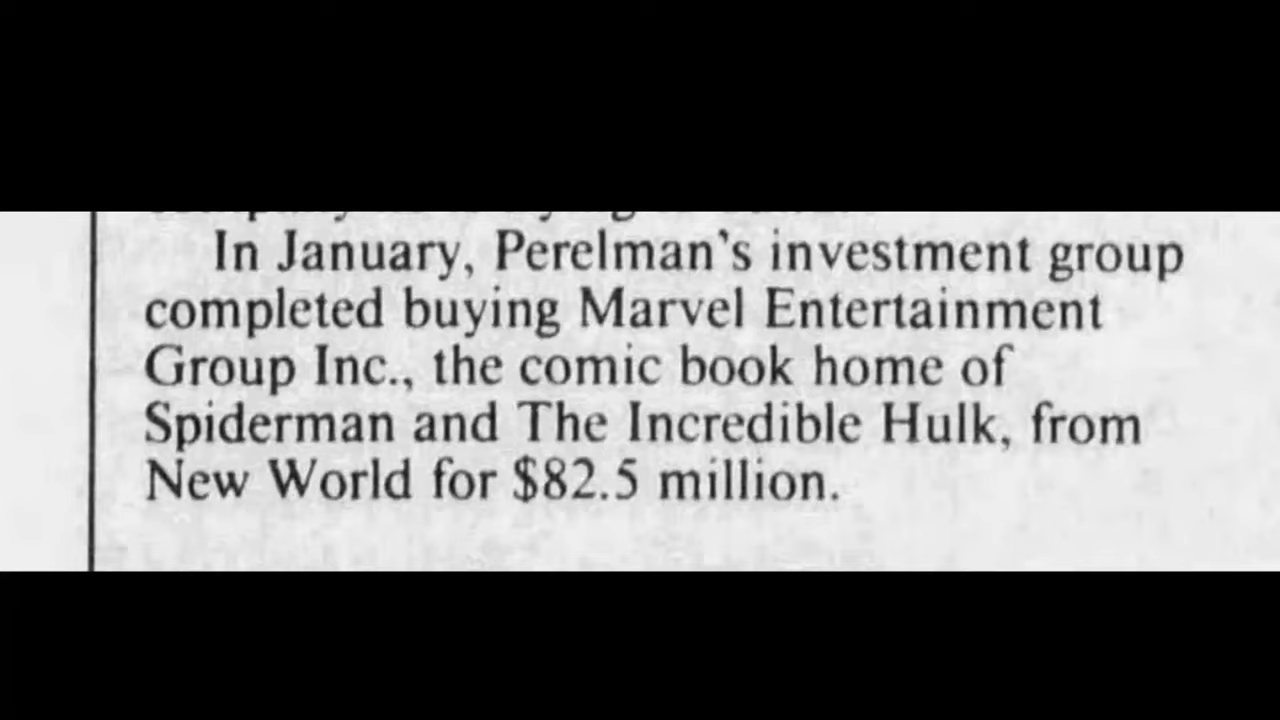 In January, Perelman's investment group
completed buying Marvel Entertainment
Group Inc., the comic book home of
Spiderman and The Incredible Hulk, from
New World for $82.5 million.